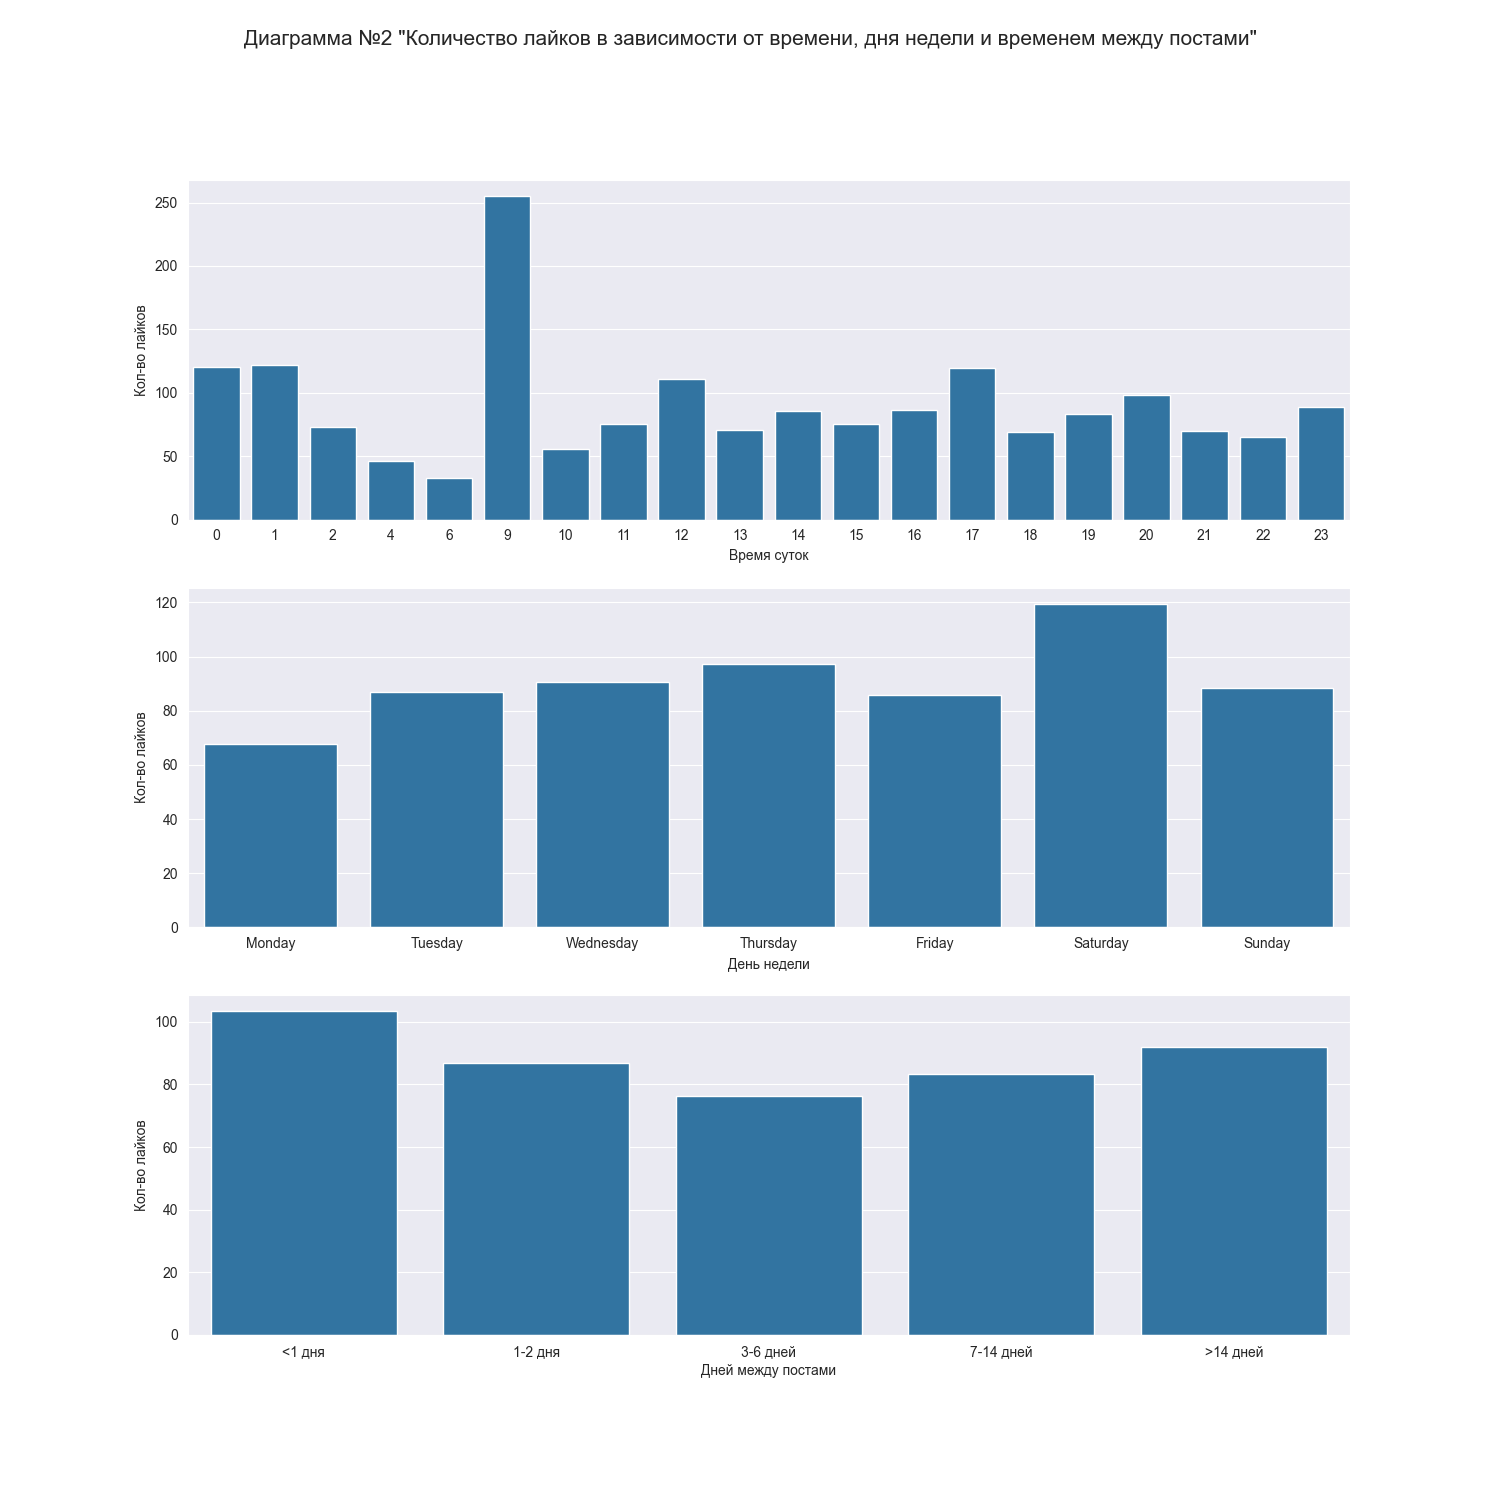 Диаграмма №2 "Количество лайков в зависимости от времени, дня недели и временем между постами"
250
200
150
100
50
0
Кол-во лайков
0 1 2 4 6 9 10 11 12 13 14 15 16 17 18 19 20 21 22 23
Время суток
120
100
80
60
40
20
0
Кол-во лайков
Monday Tuesday Wednesday Thursday Friday Saturday Sunday
День недели
100
80
60
40
20
0
Кол-во лайков
<1 дня 1-2 дня 3-6 дней 7-14 дней >14 дней
Дней между постами